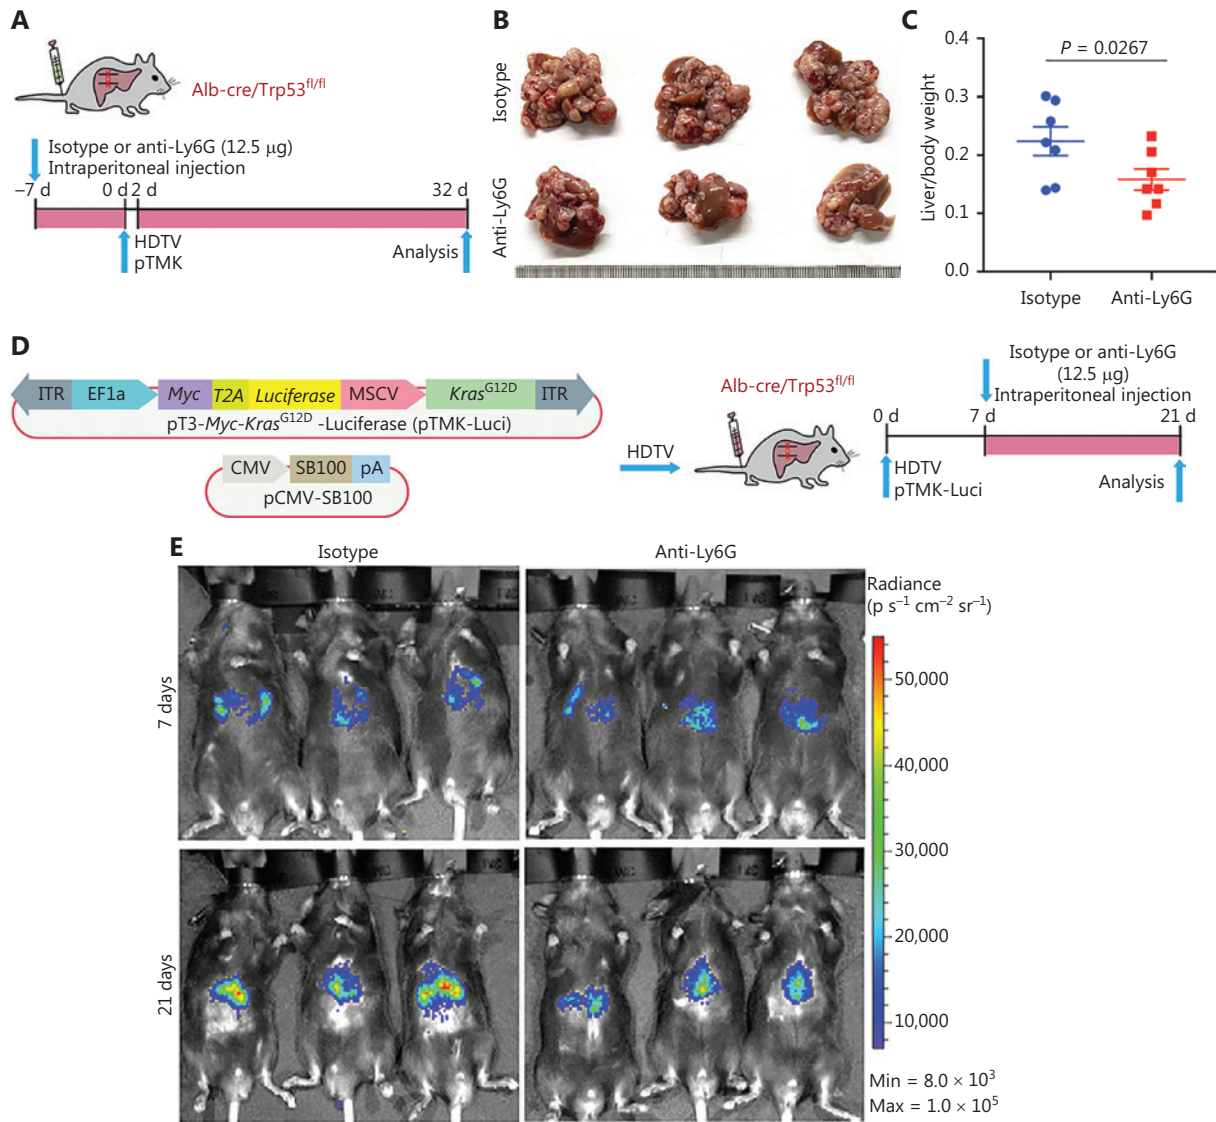 A
Alb-cre/Trp53fl/fl
Isotype or anti-Ly6G (12.5 µg)
Intraperitoneal injection
–7 d
0 d
2 d
32 d
HDTV
pTMK
Analysis
B
Isotype
Anti-Ly6G
C
P = 0.0267
Liver/body weight
0.4
0.3
0.2
0.1
0.0
Isotype
Anti-Ly6G
D
ITR EF1a Myc T2A Luciferase MSCV KrasG12D ITR
pT3-Myc-KrasG12D -Luciferase (pTMK-Luci)
CMV SB100 pA
pCMV-SB100
HDTV
Alb-cre/Trp53fl/fl
Isotype or anti-Ly6G
(12.5 µg)
Intraperitoneal injection
0 d
7 d
21 d
HDTV
pTMK-Luci
Analysis
E
Isotype
Anti-Ly6G
7 days
21 days
Radiance
(p s–1 cm–2 sr–1)
50,000
40,000
30,000
20,000
10,000
Min = 8.0 × 103
Max = 1.0 × 105